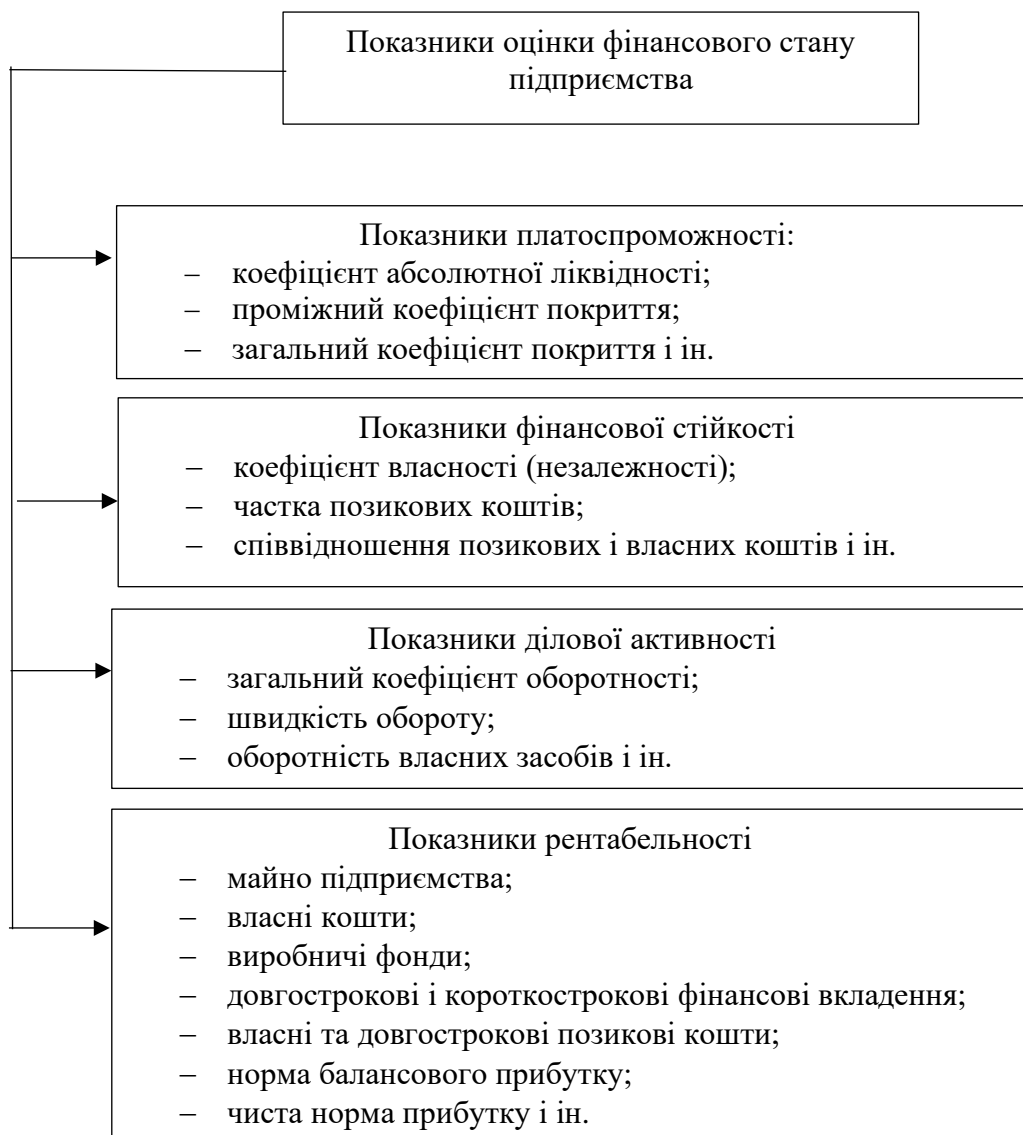 Показники оцінки фінансового стану
підприємства
Показники платоспроможності:
– коефіцієнт абсолютної ліквідності;
– проміжний коефіцієнт покриття;
– загальний коефіцієнт покриття і ін.
Показники фінансової стійкості
– коефіцієнт власності (незалежності);
– частка позикових коштів;
– співвідношення позикових і власних коштів і ін.
Показники ділової активності
– загальний коефіцієнт оборотності;
– швидкість обороту;
– оборотність власних засобів і ін.
Показники рентабельності
– майно підприємства;
– власні кошти;
– виробничі фонди;
– довгострокові і короткострокові фінансові вкладення;
– власні та довгострокові позикові кошти;
– норма балансового прибутку;
– чиста норма прибутку і ін.